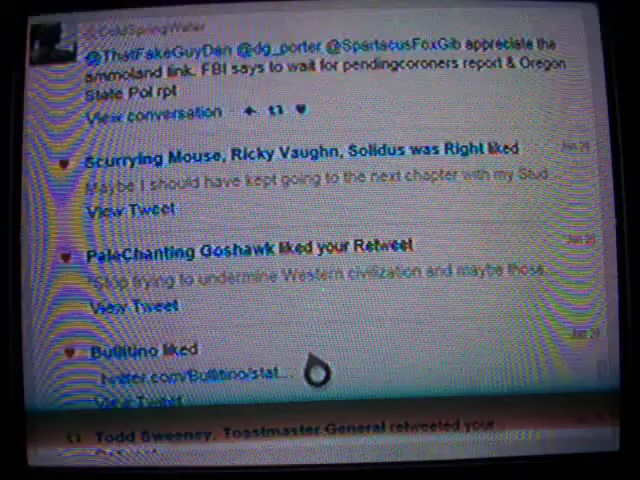 @ColdSpringWater
@ThatFakeGuyDan @dg_porter @SpartacusFoxGib appreciate the
ammoland link. FBI says to wait for pendingcoroners report & Oregon
State Pol rpt
View conversation
Scurrying Mouse, Ricky Vaughn, Solidus was Right liked
Maybe I should have kept going to the next chapter with my Stud...
View Tweet
PaleChanting Goshawk liked your Retweet
"Stop trying to undermine Western civilization and maybe those...
View Tweet
Bullitino liked
twitter.com/Bullitino/stat...
View Tweet
Todd Sweeney, Toastmaster General retweeted your